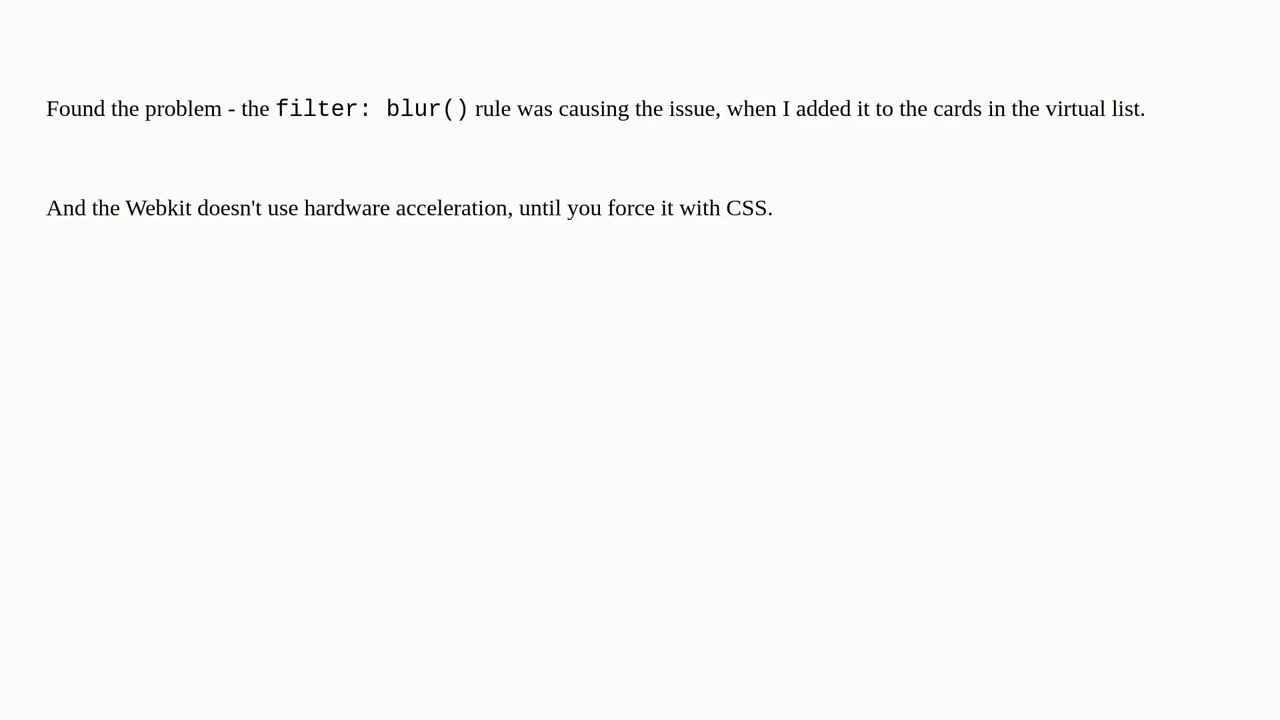 Found the problem - the filter: blur() rule was causing the issue, when I added it to the cards in the virtual list.
And the Webkit doesn't use hardware acceleration, until you force it with CSS.